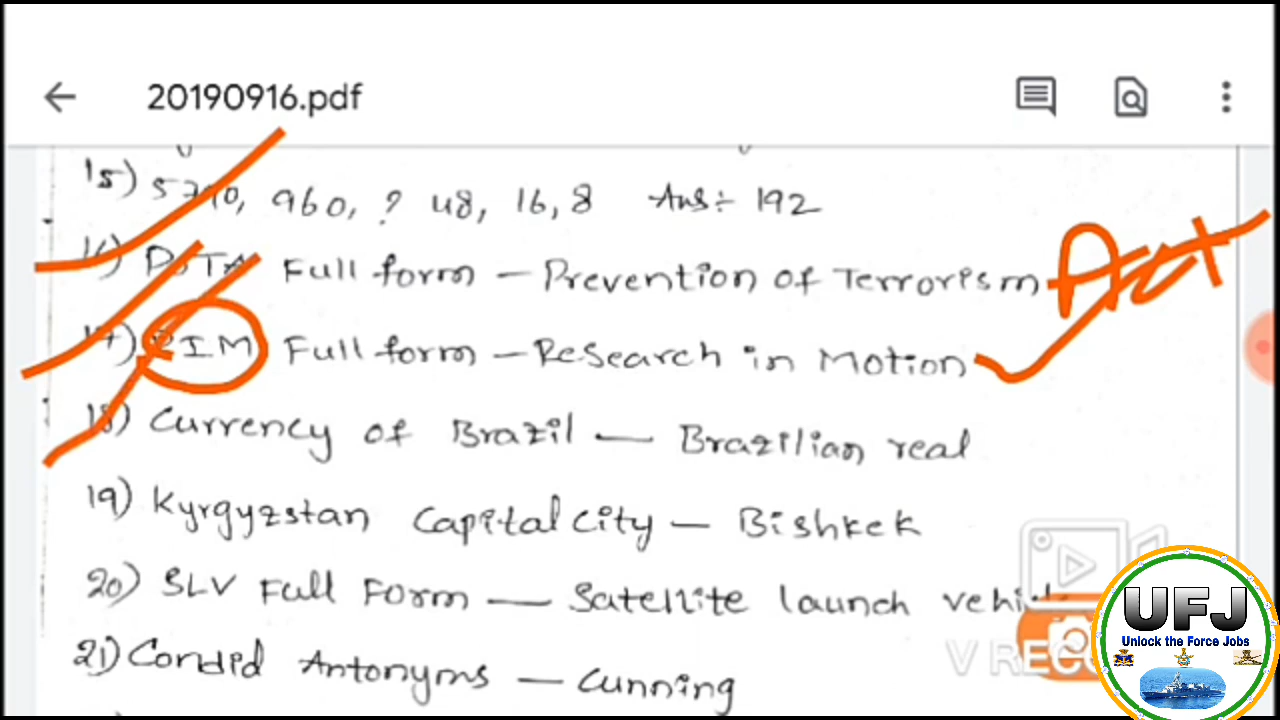 20190916.pdf
15) 5760, 960, ? 48, 16, 8 Ans÷ 192
16) POTA Full form - Prevention of Terrorism Act
17) RIM Full form - Research in Motion
18) Currency of Brazil - Brazilian real
19) Kyrgyzstan Capital City - Bishkek
20) SLV Full Form - Satellite launch
21) Candid Antonyms - Cunning
V RECO
UFJ
Unlock the Force Jobs